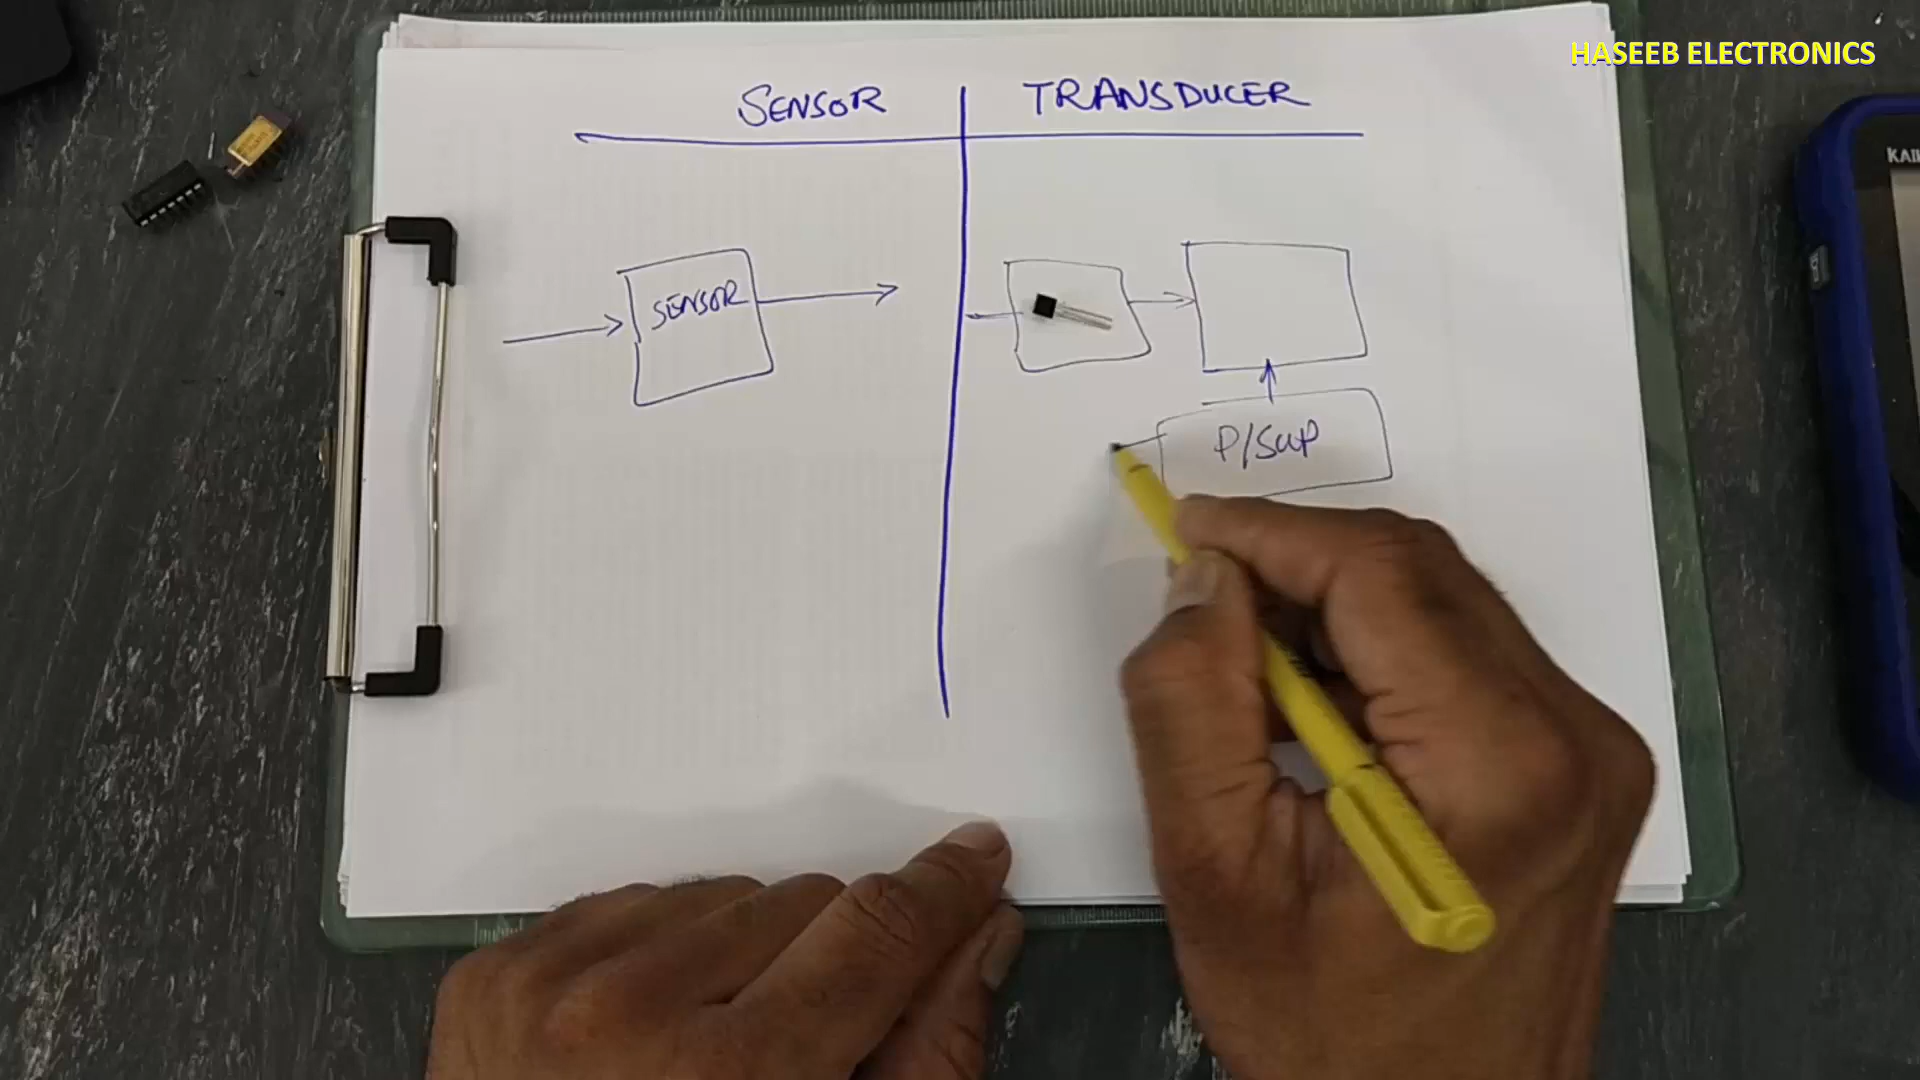 HASEEB ELECTRONICS
SENSOR
TRANSDUCER
SENSOR
P/SUP